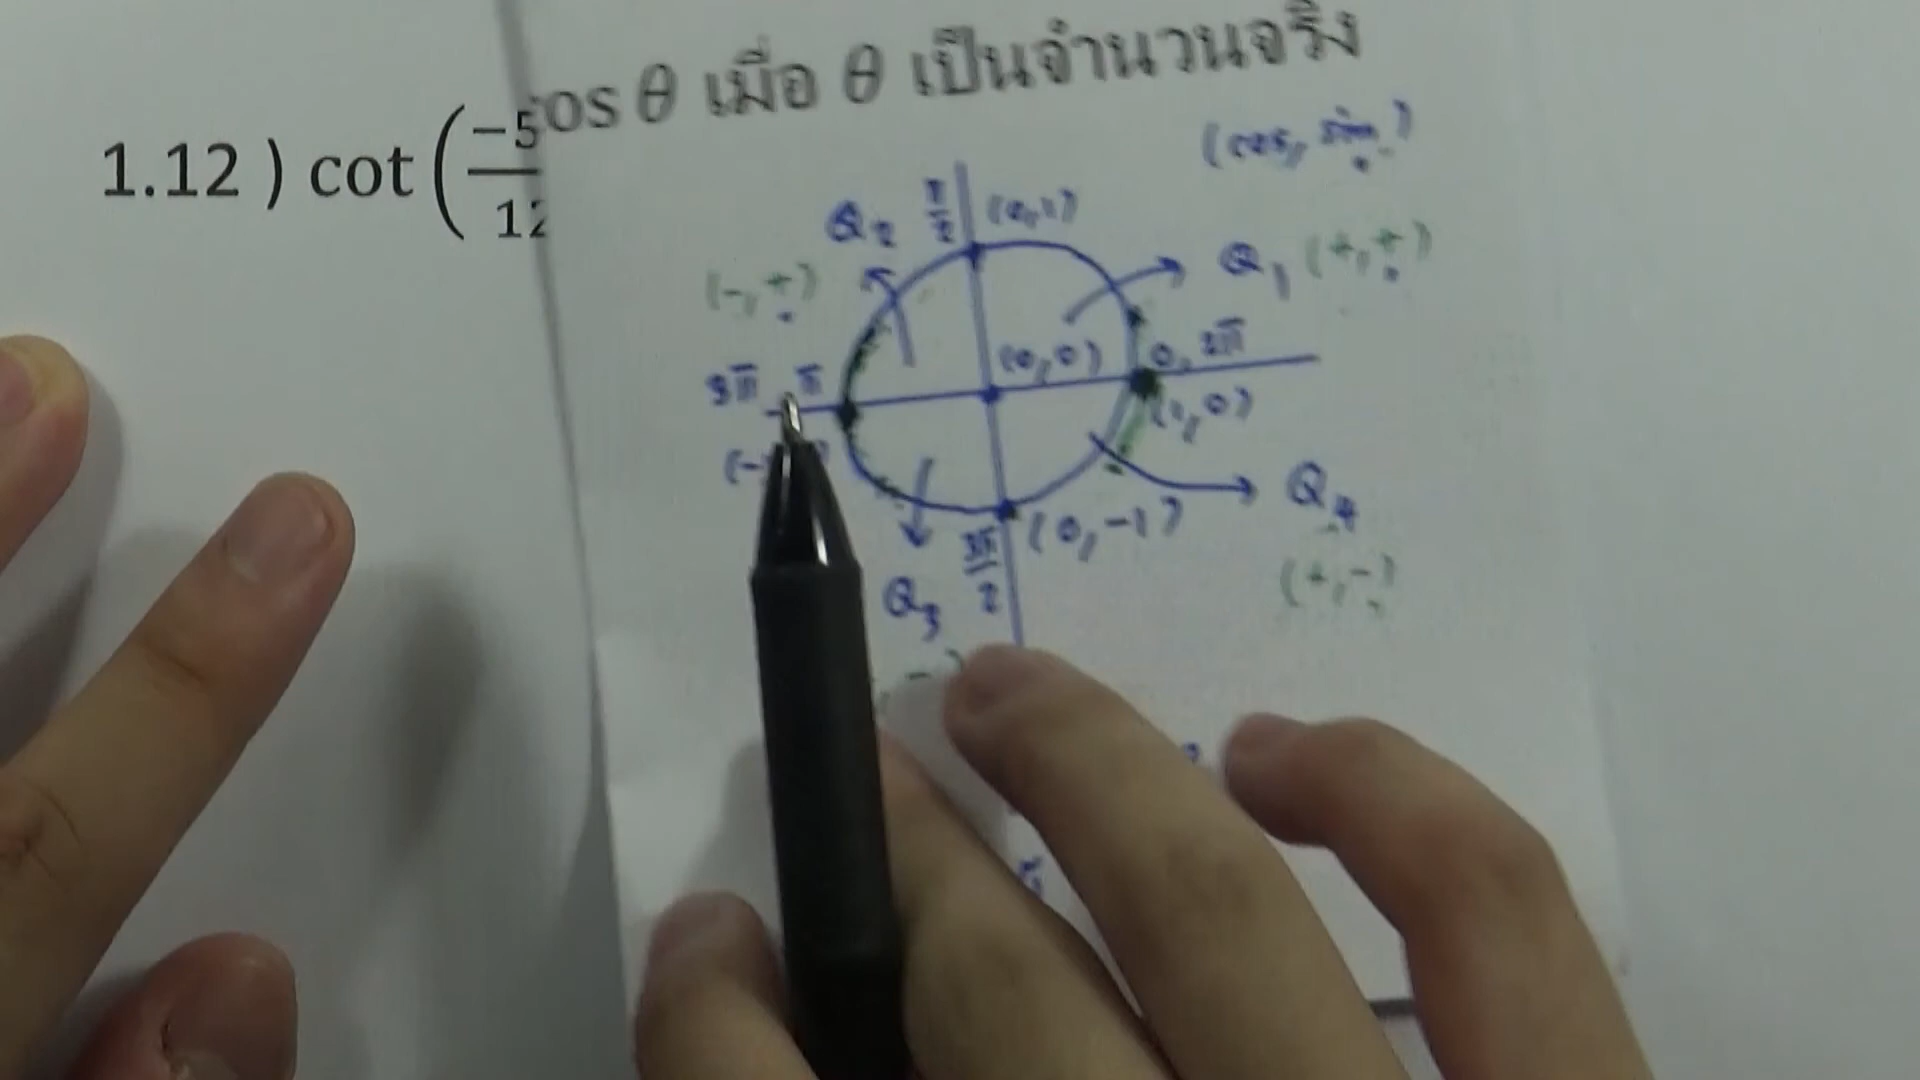 cos θ เมื่อ θ เป็นจำนวนจริง
1.12 ) cot (−5
12
(cos, sin)
π/2 (0,1)
Q2
Q1 (+,+)
(-,+)
(0,0) 0, 2π
3π π
(1,0)
(-
Q4
(0,-1)
3π/2
Q3
(+,-)